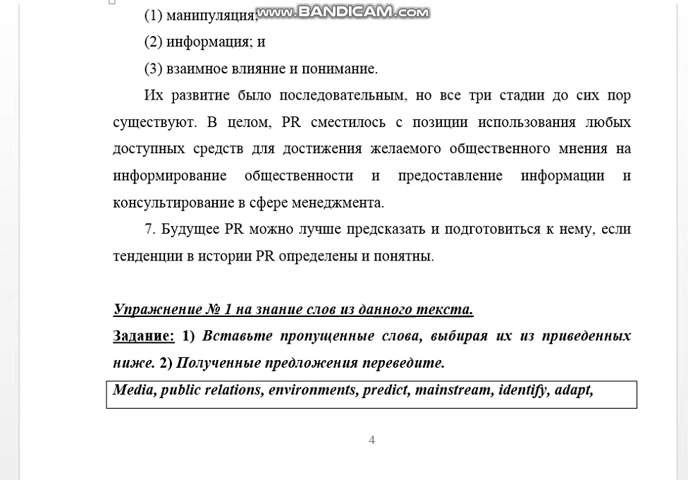 www.BANDICAM.com
(1) манипуляция;
(2) информация; и
(3) взаимное влияние и понимание.
Их развитие было последовательным, но все три стадии до сих пор
существуют. В целом, PR сместилось с позиции использования любых
доступных средств для достижения желаемого общественного мнения на
информирование общественности и предоставление информации и
консультирование в сфере менеджмента.
7. Будущее PR можно лучше предсказать и подготовиться к нему, если
тенденции в истории PR определены и понятны.
Упражнение № 1 на знание слов из данного текста.
Задание: 1) Вставьте пропущенные слова, выбирая их из приведенных
ниже. 2) Полученные предложения переведите.
Media, public relations, environments, predict, mainstream, identify, adapt,
4